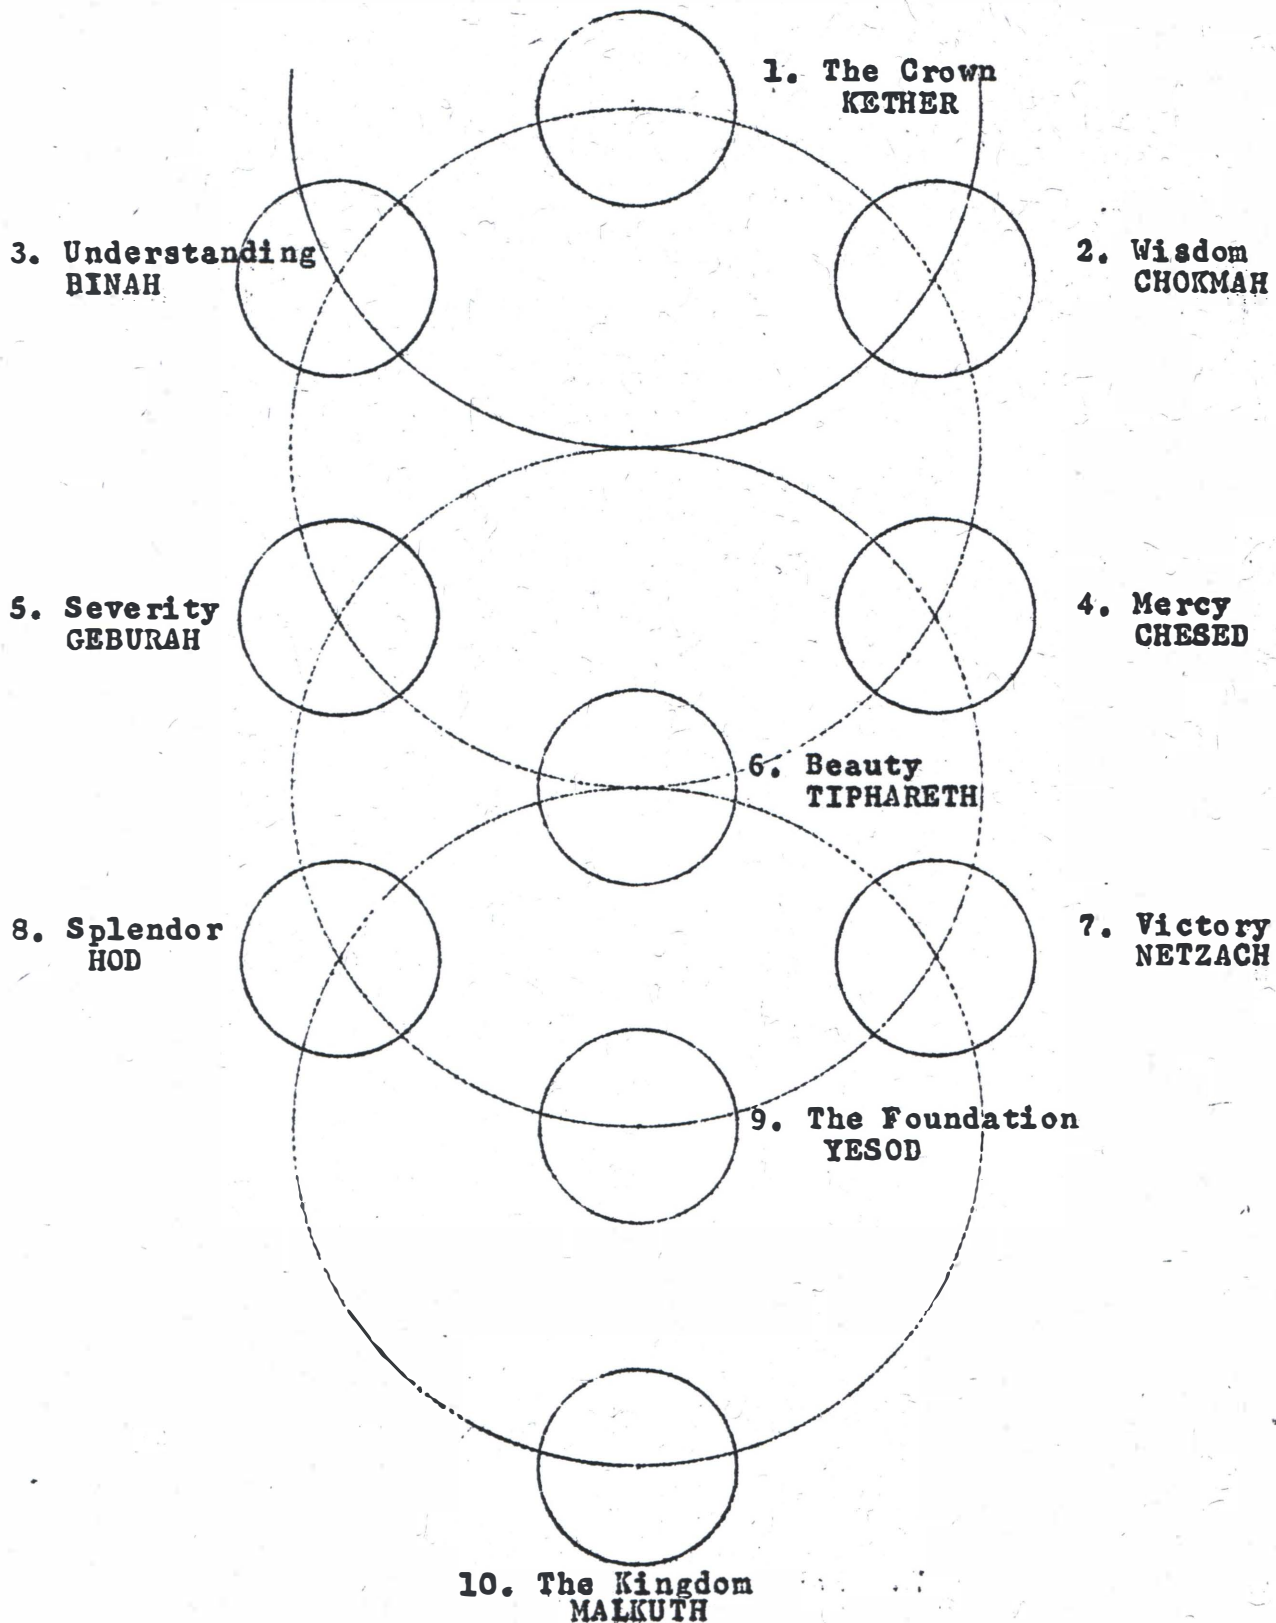 1. The Crown
KETHER
3. Understanding
BINAH
2. Wisdom
CHOKMAH
5. Severity
GEBURAH
4. Mercy
CHESED
6. Beauty
TIPHARETH
8. Splendor
HOD
7. Victory
NETZACH
9. The Foundation
YESOD
10. The Kingdom
MALKUTH